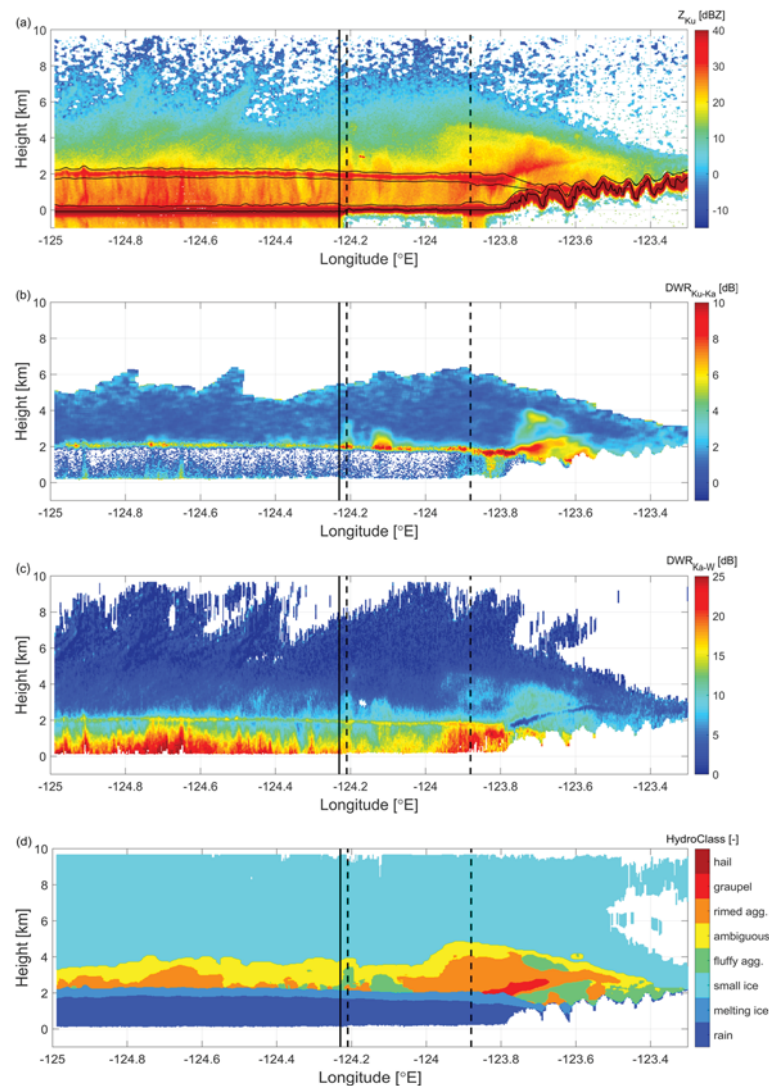 (a)
Z_Ku [dBZ]
10
8
6
4
2
0
Height [km]
40
30
20
10
0
-10
-125 -124.8 -124.6 -124.4 -124.2 -124 -123.8 -123.6 -123.4
Longitude [°E]
(b)
DWR_Ku-Ka [dB]
10
8
6
4
2
0
Height [km]
10
8
6
4
2
0
-125 -124.8 -124.6 -124.4 -124.2 -124 -123.8 -123.6 -123.4
Longitude [°E]
(c)
DWR_Ka-W [dB]
10
8
6
4
2
0
Height [km]
25
20
15
10
5
0
-125 -124.8 -124.6 -124.4 -124.2 -124 -123.8 -123.6 -123.4
Longitude [°E]
(d)
HydroClass [-]
10
8
6
4
2
0
Height [km]
hail
graupel
rimed agg.
ambiguous
fluffy agg.
small ice
melting ice
rain
-125 -124.8 -124.6 -124.4 -124.2 -124 -123.8 -123.6 -123.4
Longitude [°E]